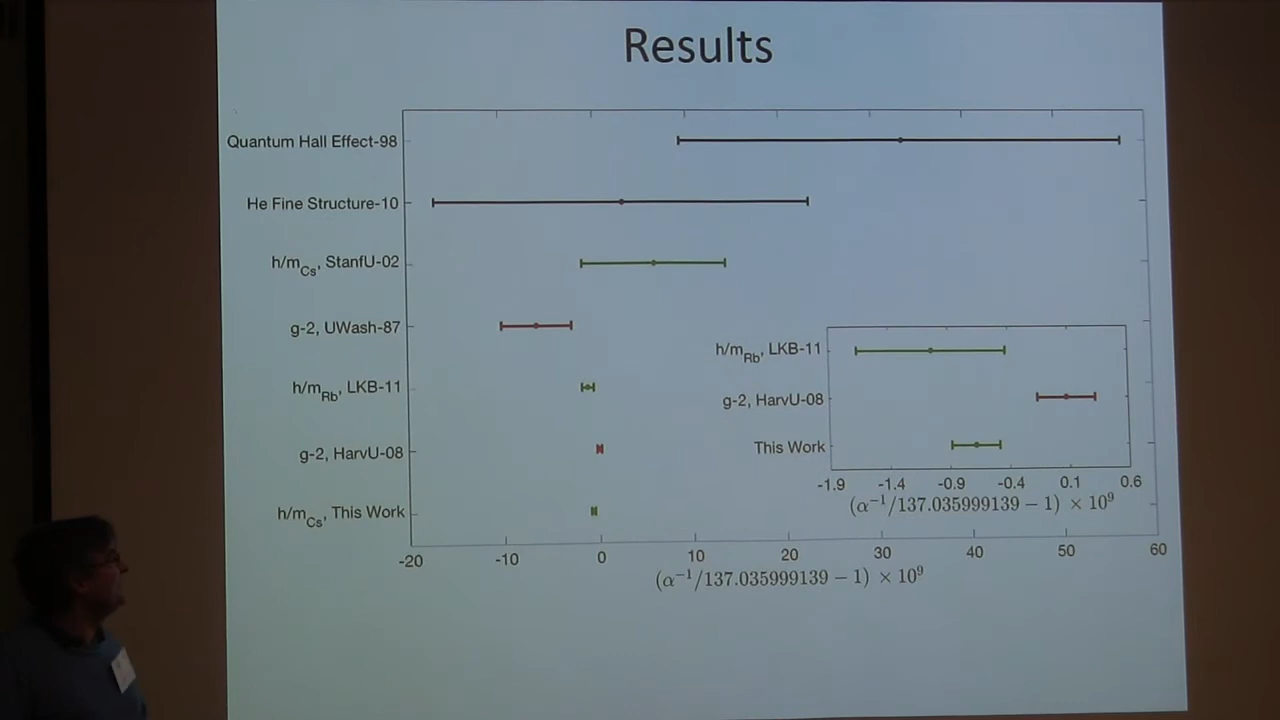 Results
Quantum Hall Effect-98
He Fine Structure-10
h/m_Cs, StanfU-02
g-2, UWash-87
h/m_Rb, LKB-11
g-2, HarvU-08
h/m_Cs, This Work
-20 -10 0 10 20 30 40 50 60
(α⁻¹/137.035999139 − 1) × 10⁹
h/m_Rb, LKB-11
g-2, HarvU-08
This Work
-1.9 -1.4 -0.9 -0.4 0.1 0.6
(α⁻¹/137.035999139 − 1) × 10⁹